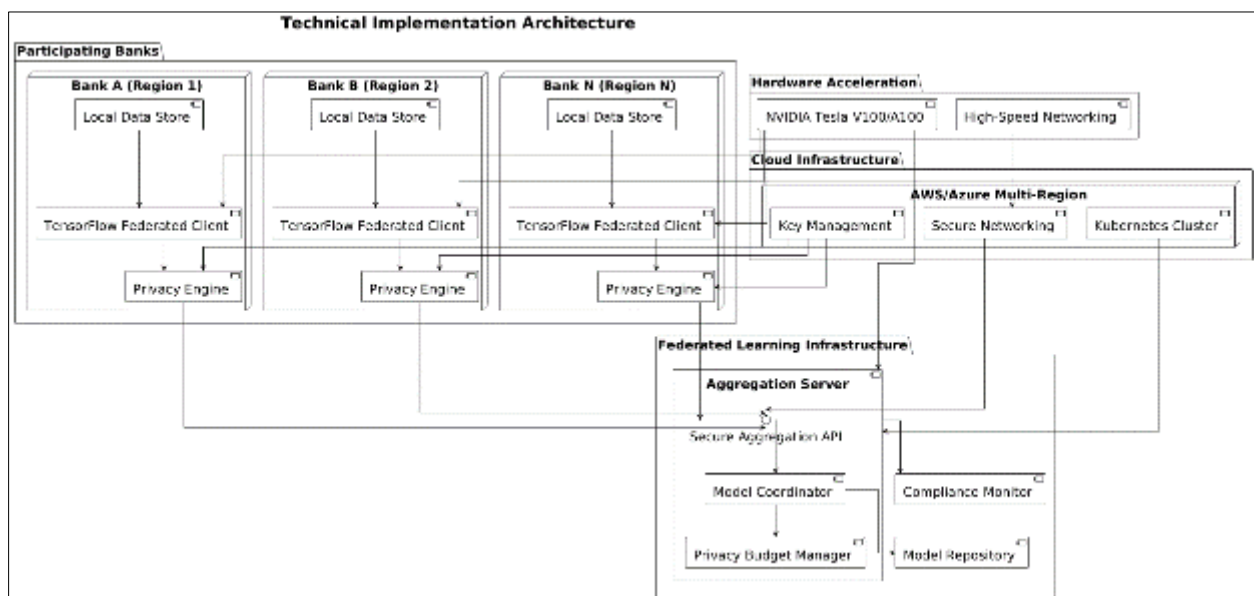 Technical Implementation Architecture
Participating Banks
Bank A (Region 1)
Local Data Store
TensorFlow Federated Client
Privacy Engine
Bank B (Region 2)
Local Data Store
TensorFlow Federated Client
Privacy Engine
Bank N (Region N)
Local Data Store
TensorFlow Federated Client
Privacy Engine
Hardware Acceleration
NVIDIA Tesla V100/A100
High-Speed Networking
Cloud Infrastructure
AWS/Azure Multi-Region
Key Management
Secure Networking
Kubernetes Cluster
Federated Learning Infrastructure
Aggregation Server
Secure Aggregation API
Model Coordinator
Compliance Monitor
Privacy Budget Manager
Model Repository